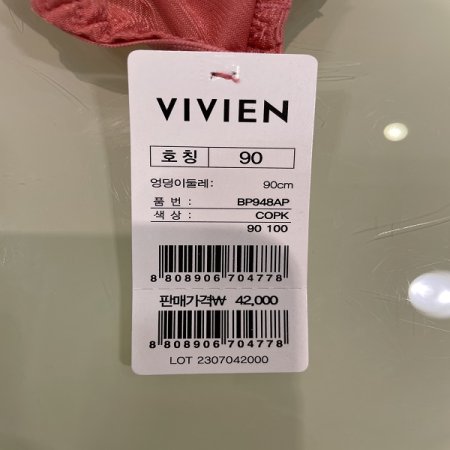 VIVIEN
호 칭 90
엉덩이둘레: 90cm
품 번 : BP948AP
색 상 : COPK
90 100
8 808906 704778
판매가격₩ 42,000
8 808906 704778
LOT 2307042000